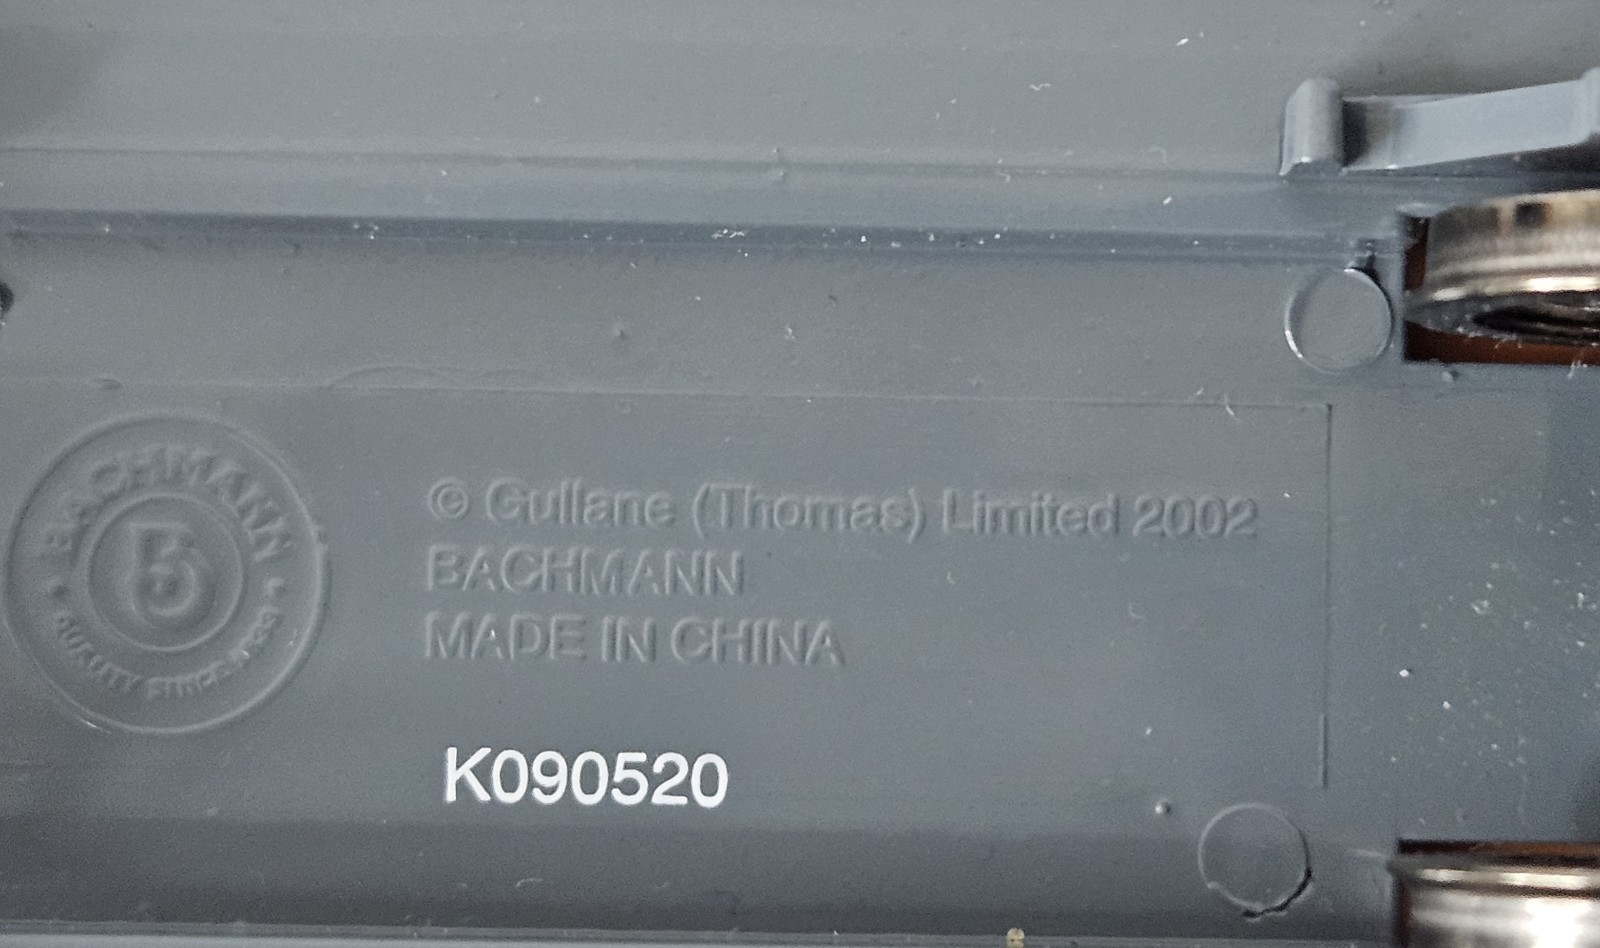 BACHMANN
B
QUALITY SINCE 1833
© Gullane (Thomas) Limited 2002
BACHMANN
MADE IN CHINA
K090520